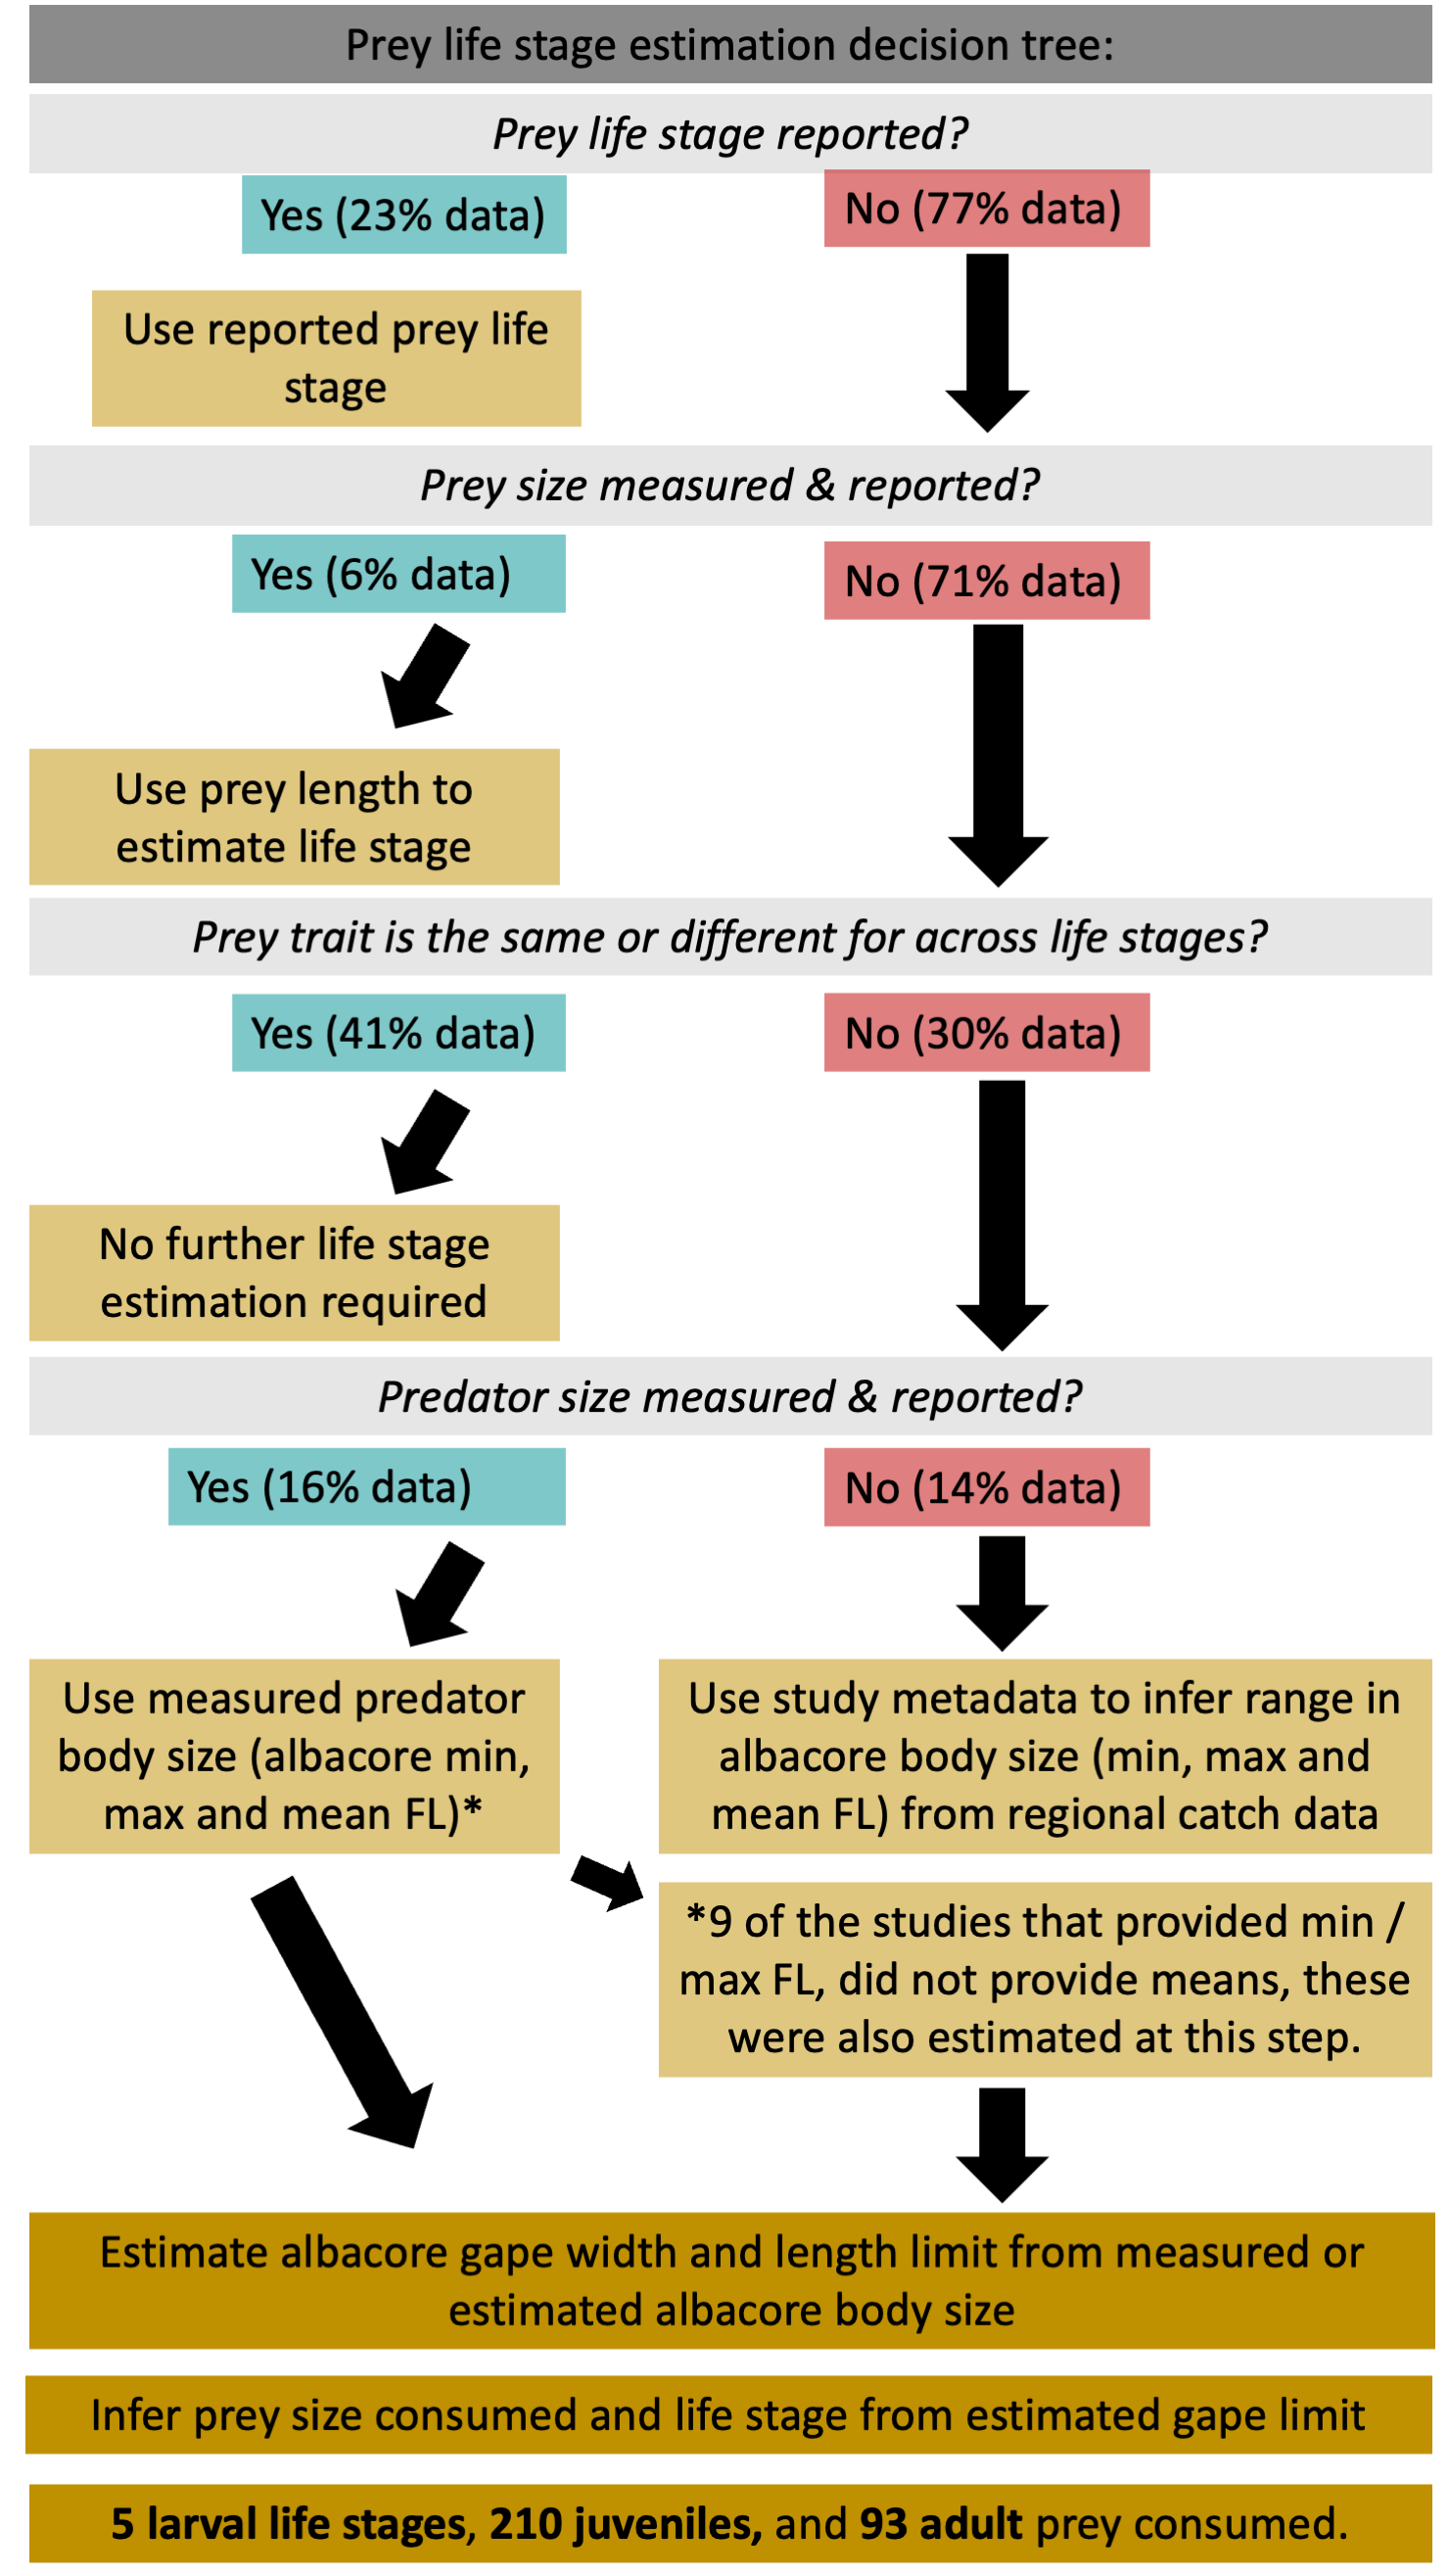 Prey life stage estimation decision tree:
Prey life stage reported?
Yes (23% data)
No (77% data)
Use reported prey life
stage
Prey size measured & reported?
Yes (6% data)
No (71% data)
Use prey length to
estimate life stage
Prey trait is the same or different for across life stages?
Yes (41% data)
No (30% data)
No further life stage
estimation required
Predator size measured & reported?
Yes (16% data)
No (14% data)
Use measured predator
body size (albacore min,
max and mean FL)*
Use study metadata to infer range in
albacore body size (min, max and
mean FL) from regional catch data
*9 of the studies that provided min /
max FL, did not provide means, these
were also estimated at this step.
Estimate albacore gape width and length limit from measured or
estimated albacore body size
Infer prey size consumed and life stage from estimated gape limit
5 larval life stages, 210 juveniles, and 93 adult prey consumed.